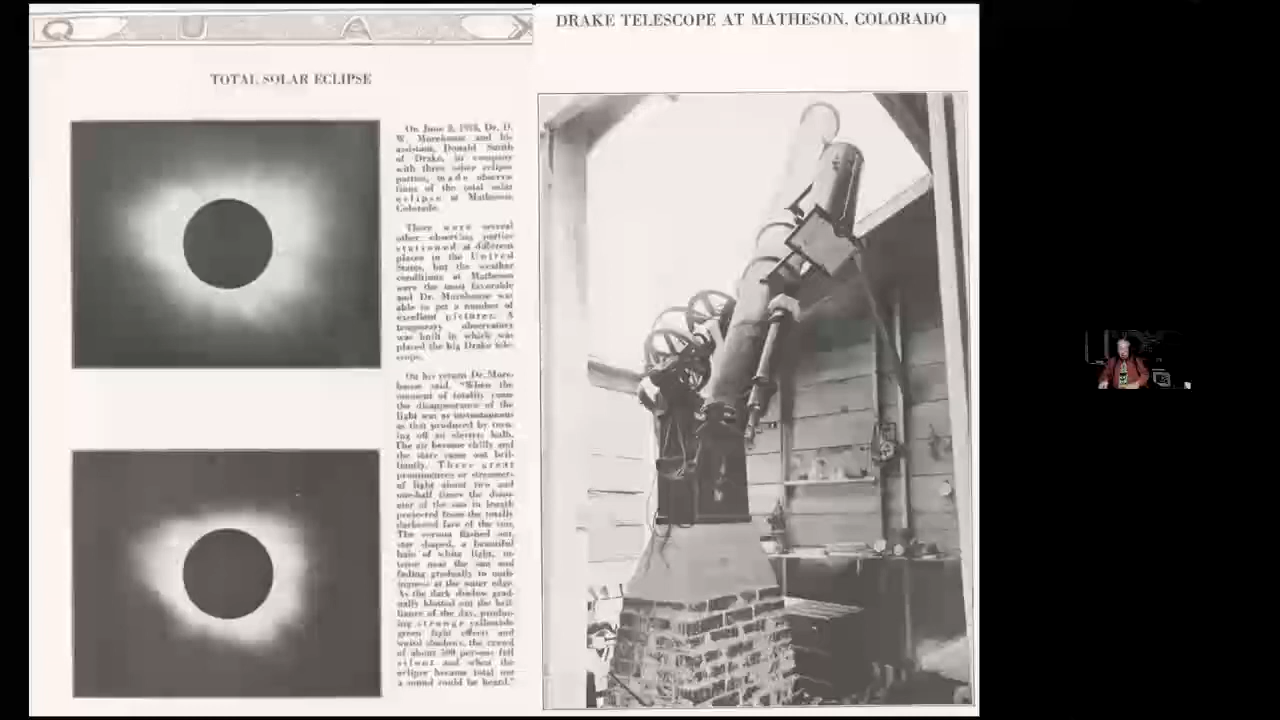 Q U A X
TOTAL SOLAR ECLIPSE
On June 8, 1918, Dr. D.
W. Morehouse and his
assistant, Donald Smith
of Drake, in company
with three other eclipse
parties, made observa-
tions of the total solar
eclipse at Matheson,
Colorado.
There were several
other observing parties
stationed at different
places in the United
States, but the weather
conditions at Matheson
were the most favorable
and Dr. Morehouse was
able to get a number of
excellent pictures. A
temporary observatory
was built in which was
placed the big Drake tele-
scope.
On his return Dr. More-
house said, "When the
moment of totality came
the disappearance of the
light was as instantaneous
as that produced by turn-
ing off an electric bulb.
The air became chilly and
the stars came out bril-
liantly. Three great
prominences or streamers
of light about two and
one-half times the diam-
eter of the sun in length
projected from the totally
darkened face of the sun.
The corona flashed out,
star shaped, a beautiful
halo of white light, in-
tense near the sun and
fading gradually to noth-
ingness at the outer edge.
As the dark shadow grad-
ually blotted out the bril-
liance of the day, produc-
ing strange yellowish
green light effects and
weird shadows, the crowd
of about 500 persons fell
silent and when the
eclipse became total not
a sound could be heard."
DRAKE TELESCOPE AT MATHESON, COLORADO